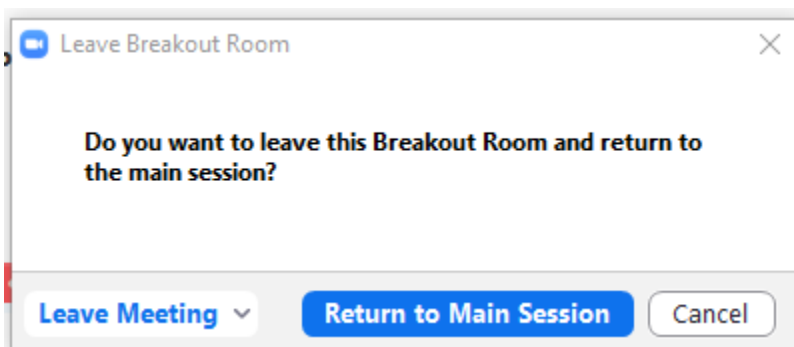 Leave Breakout Room
Do you want to leave this Breakout Room and return to
the main session?
Leave Meeting
Return to Main Session
Cancel